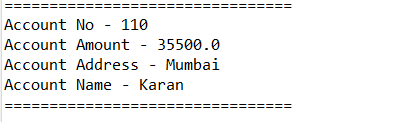 ================================
Account No - 110
Account Amount - 35500.0
Account Address - Mumbai
Account Name - Karan
================================